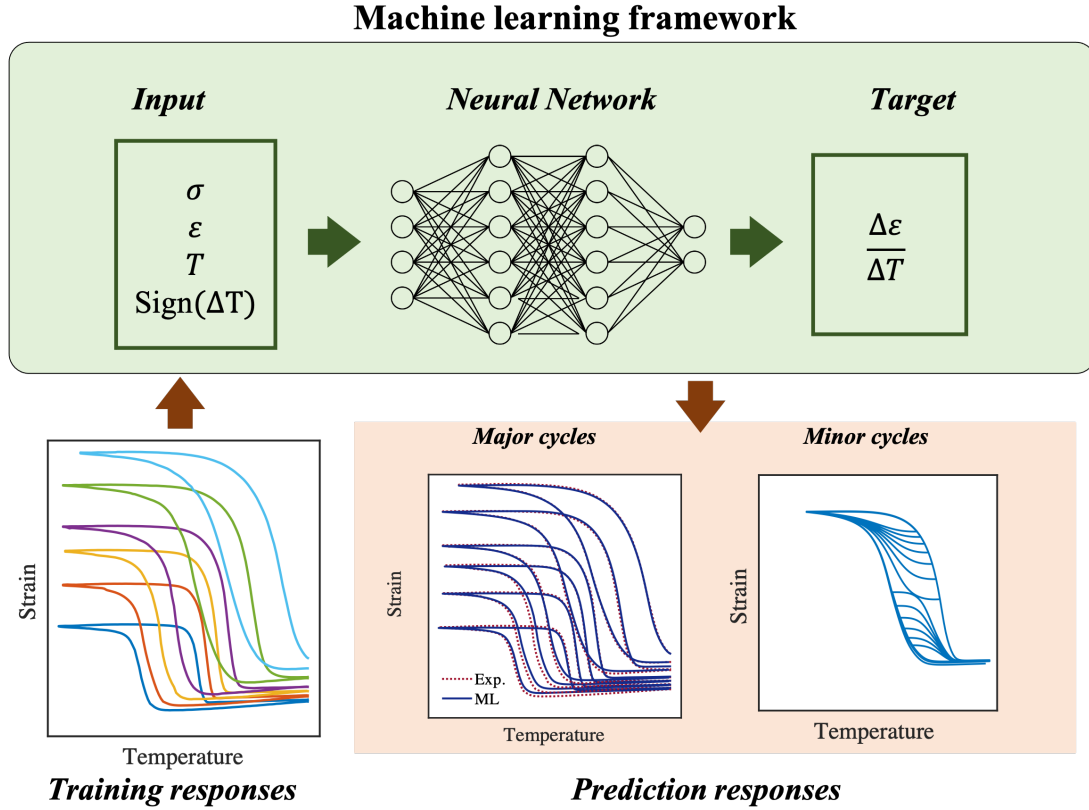 Machine learning framework
Input
Neural Network
Target
σ
ε
T
Sign(ΔT)
Δε
ΔT
Major cycles
Minor cycles
Strain
Temperature
Training responses
Strain
Exp.
ML
Temperature
Strain
Temperature
Prediction responses